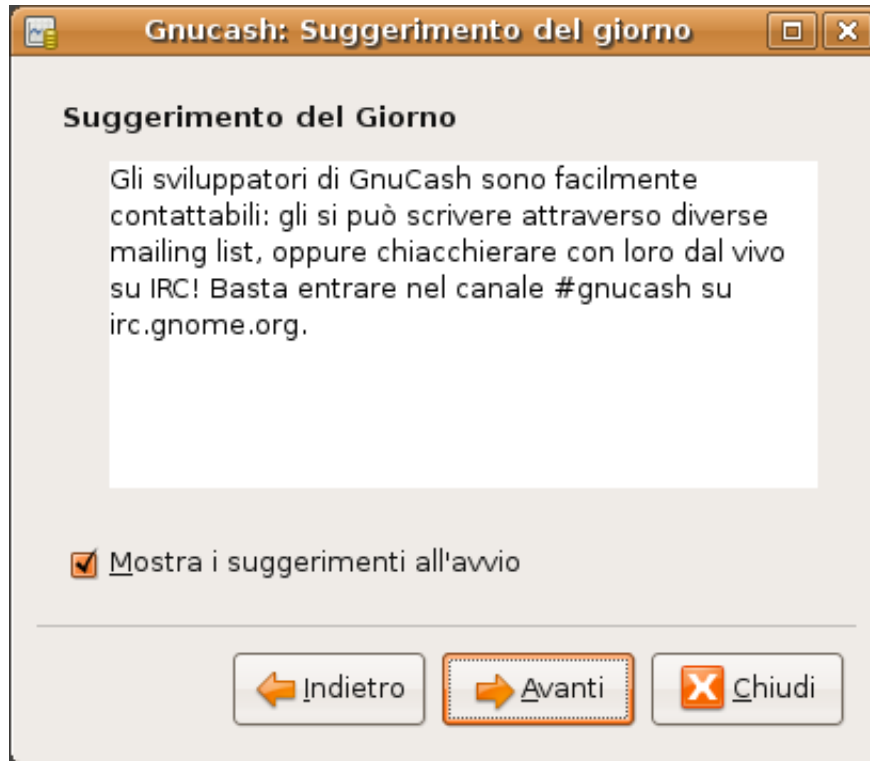 Gnucash: Suggerimento del giorno
Suggerimento del Giorno
Gli sviluppatori di GnuCash sono facilmente
contattabili: gli si può scrivere attraverso diverse
mailing list, oppure chiacchierare con loro dal vivo
su IRC! Basta entrare nel canale #gnucash su
irc.gnome.org.
Mostra i suggerimenti all'avvio
Indietro
Avanti
Chiudi